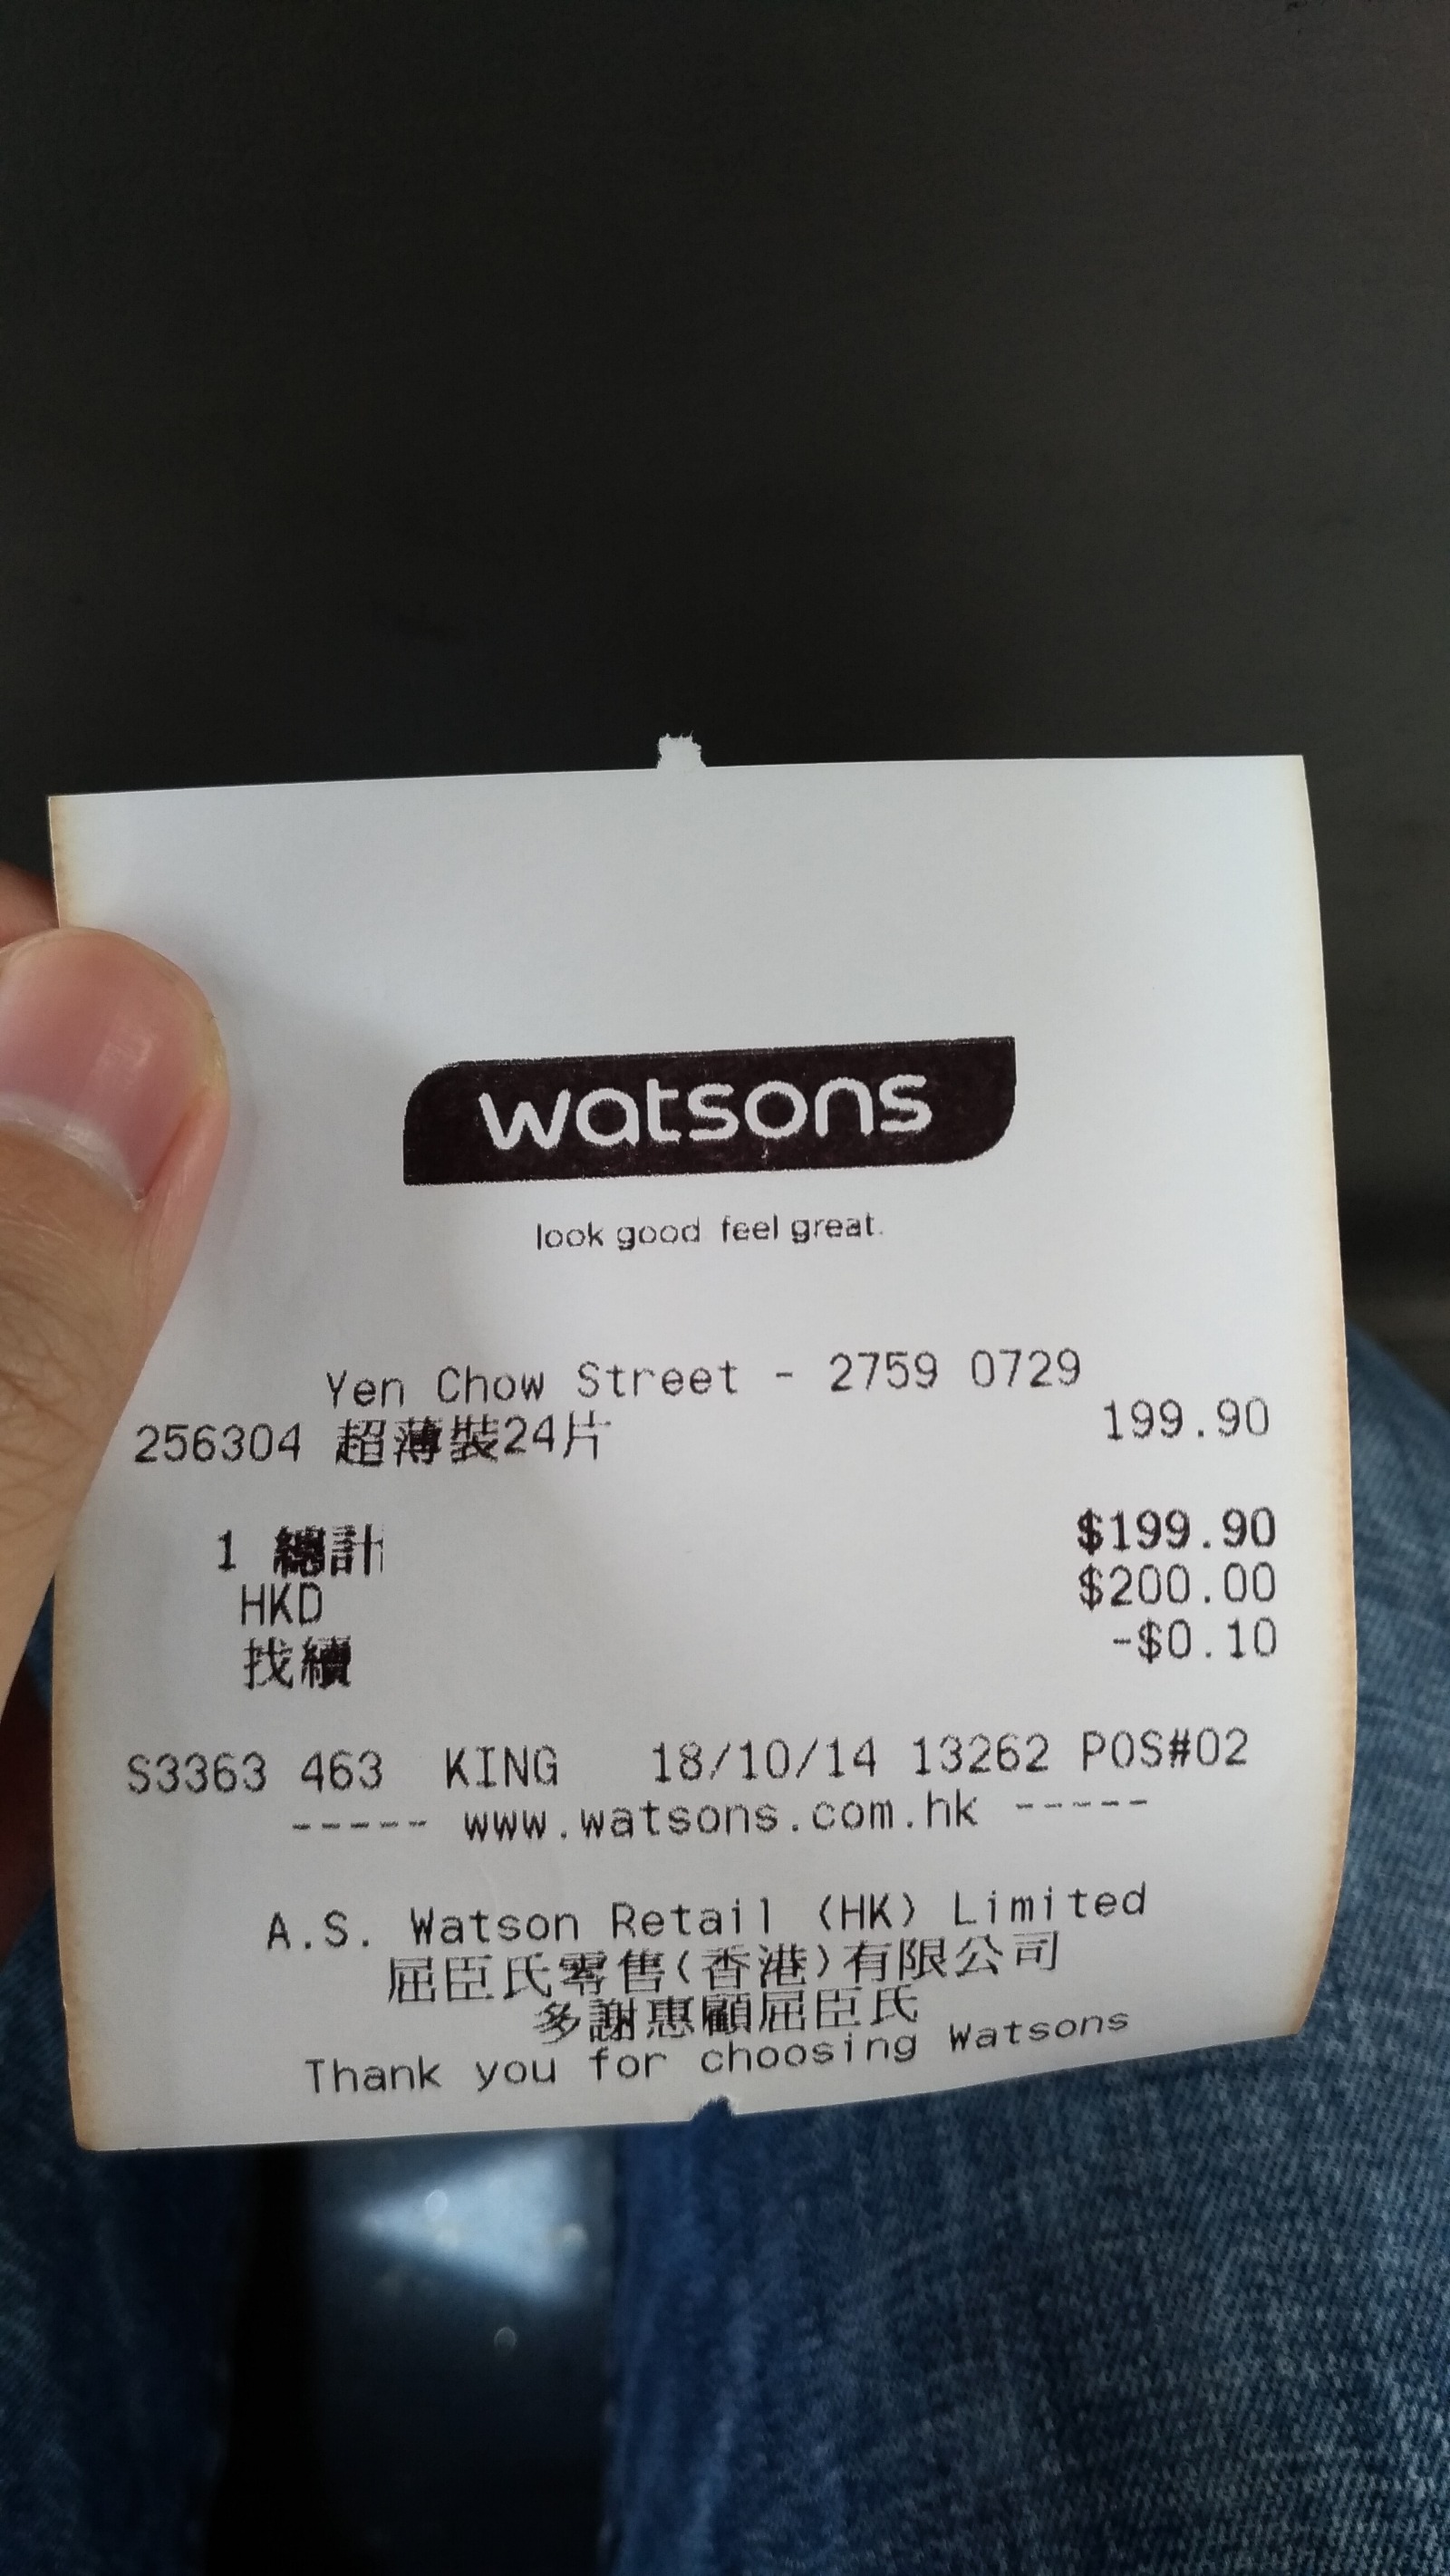 watsons
look good feel great.
Yen Chow Street - 2759 0729
256304 超薄裝24片 199.90
1 總計 $199.90
HKD $200.00
找續 -$0.10
S3363 463 KING 18/10/14 13262 POS#02
----- www.watsons.com.hk -----
A.S. Watson Retail (HK) Limited
屈臣氏零售(香港)有限公司
多謝惠顧屈臣氏
Thank you for choosing Watsons